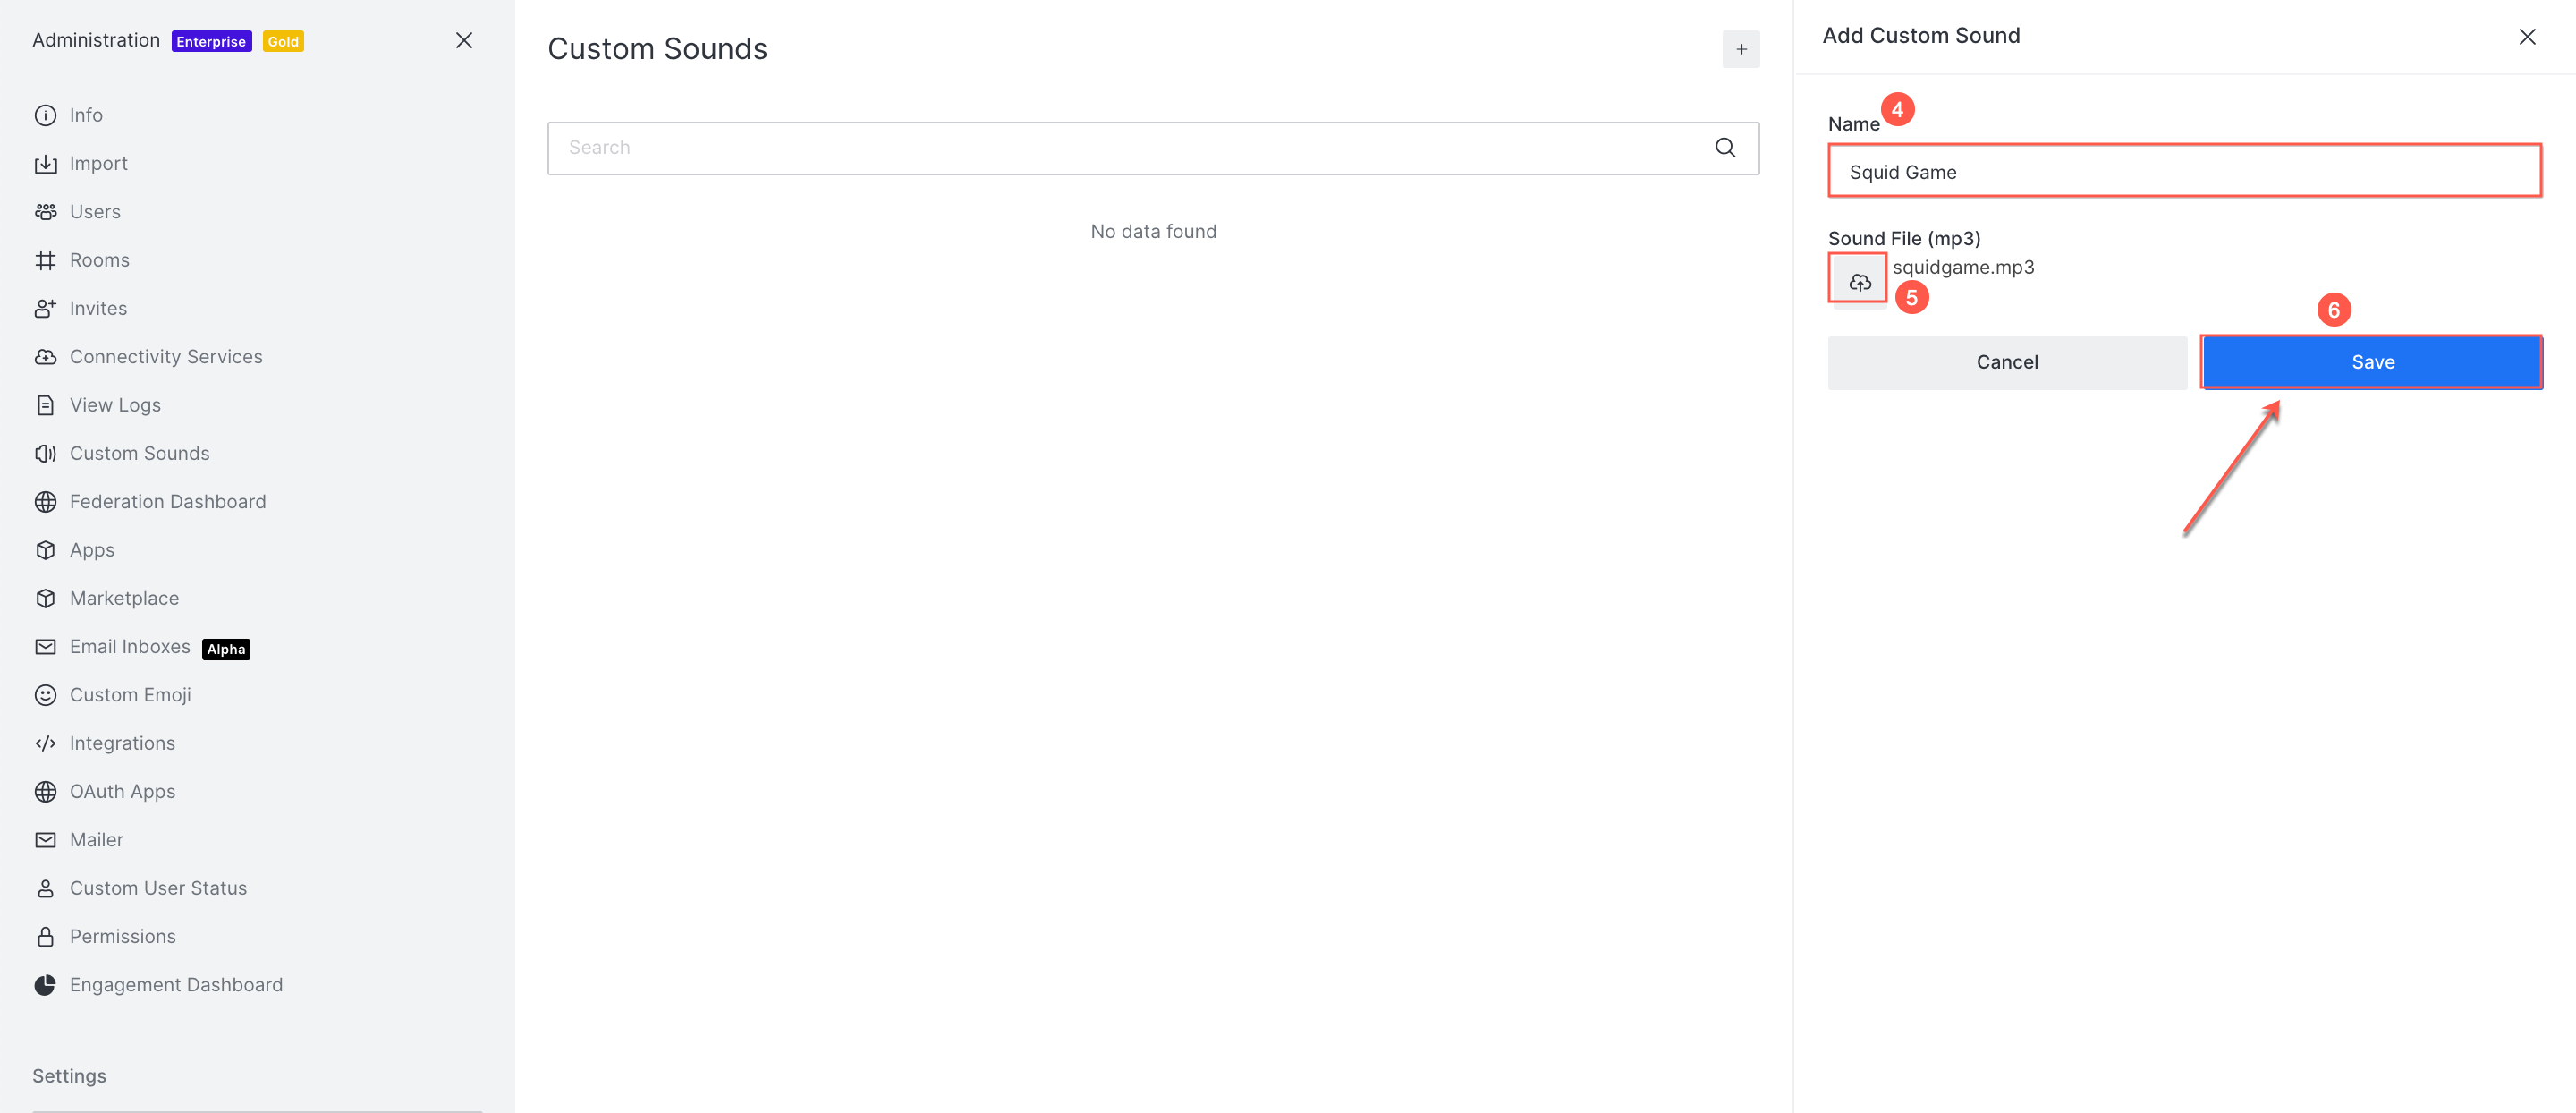 Administration Enterprise Gold
Info
Import
Users
Rooms
Invites
Connectivity Services
View Logs
Custom Sounds
Federation Dashboard
Apps
Marketplace
Email Inboxes Alpha
Custom Emoji
Integrations
OAuth Apps
Mailer
Custom User Status
Permissions
Engagement Dashboard
Settings
Custom Sounds
Search
No data found
Add Custom Sound
Name 4
Squid Game
Sound File (mp3)
squidgame.mp3
5
6
Cancel Save